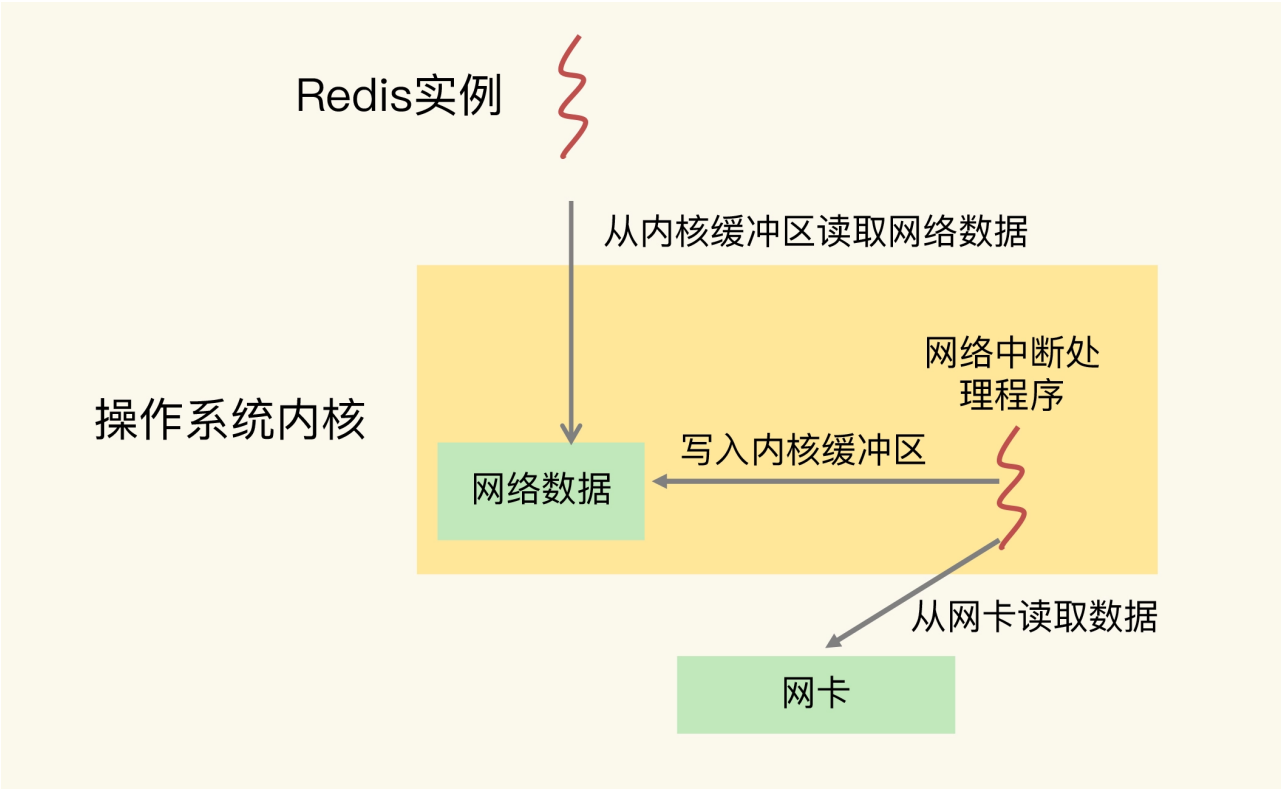 Redis实例
从内核缓冲区读取网络数据
网络中断处
理程序
操作系统内核
写入内核缓冲区
网络数据
从网卡读取数据
网卡